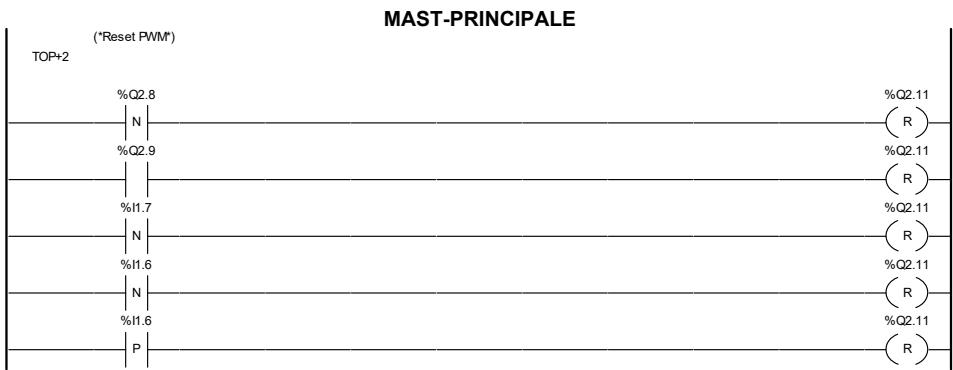 MAST-PRINCIPALE
(*Reset PWM*)
TOP+2
%Q2.8 %Q2.11
N R
%Q2.9 %Q2.11
R
%I1.7 %Q2.11
N R
%I1.6 %Q2.11
N R
%I1.6 %Q2.11
P R